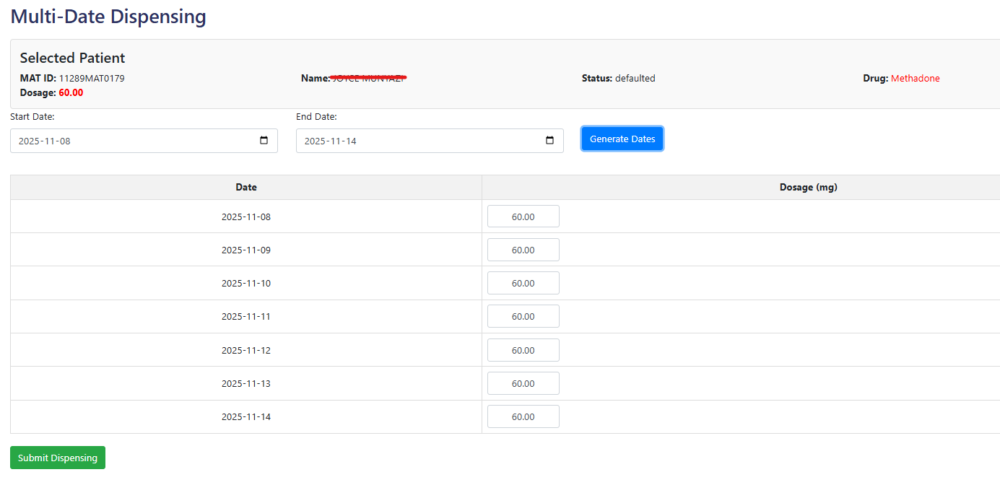 Multi-Date Dispensing
Selected Patient
MAT ID: 11289MAT0179 Name: Status: defaulted Drug: Methadone
Dosage: 60.00
Start Date: End Date:
2025-11-08 2025-11-14 Generate Dates
Date Dosage (mg)
2025-11-08 60.00
2025-11-09 60.00
2025-11-10 60.00
2025-11-11 60.00
2025-11-12 60.00
2025-11-13 60.00
2025-11-14 60.00
Submit Dispensing